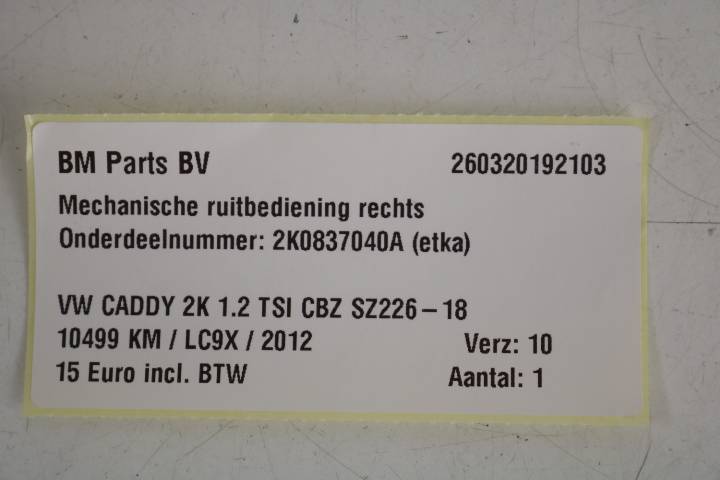 BM Parts BV 260320192103
Mechanische ruitbediening rechts
Onderdeelnummer: 2K0837040A (etka)
VW CADDY 2K 1.2 TSI CBZ SZ226-18
10499 KM / LC9X / 2012 Verz: 10
15 Euro incl. BTW Aantal: 1